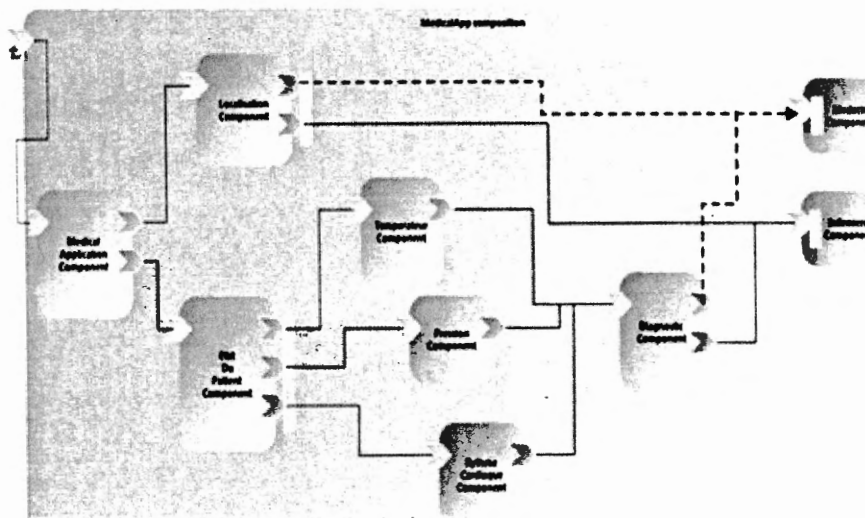 MedicalApp composition
Localisation
Component
Medical
Application
Component
Temperateur
Component
Etat
Du
Patient
Component
Pression
Component
Diagnostic
Component
Rythme
Cardiaque
Component